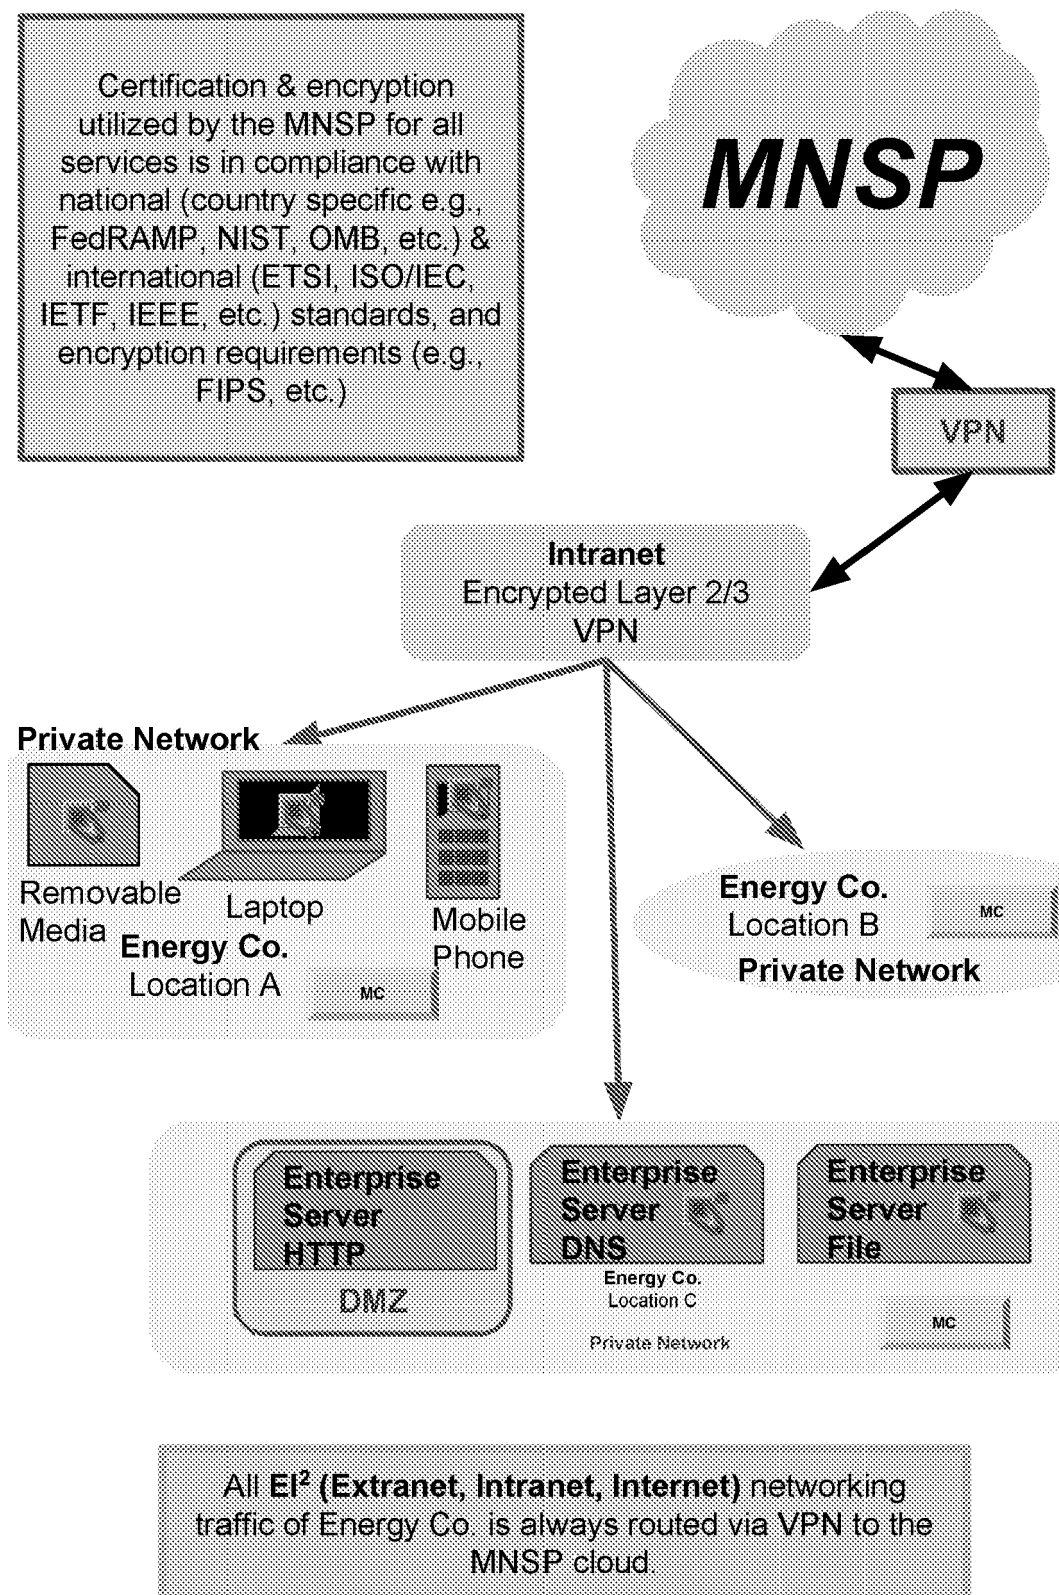 Certification & encryption
utilized by the MNSP for all
services is in compliance with
national (country specific e.g.,
FedRAMP, NIST, OMB, etc.) &
international (ETSI, ISO/IEC,
IETF, IEEE, etc.) standards, and
encryption requirements (e.g.,
FIPS, etc.)
MNSP
VPN
Intranet
Encrypted Layer 2/3
VPN
Private Network
Removable
Media
Laptop
Mobile
Phone
Energy Co.
Location A
MC
Energy Co.
Location B
MC
Private Network
Enterprise
Server
HTTP
DMZ
Enterprise
Server
DNS
Energy Co.
Location C
Private Network
Enterprise
Server
File
MC
All EI² (Extranet, Intranet, Internet) networking
traffic of Energy Co. is always routed via VPN to the
MNSP cloud.